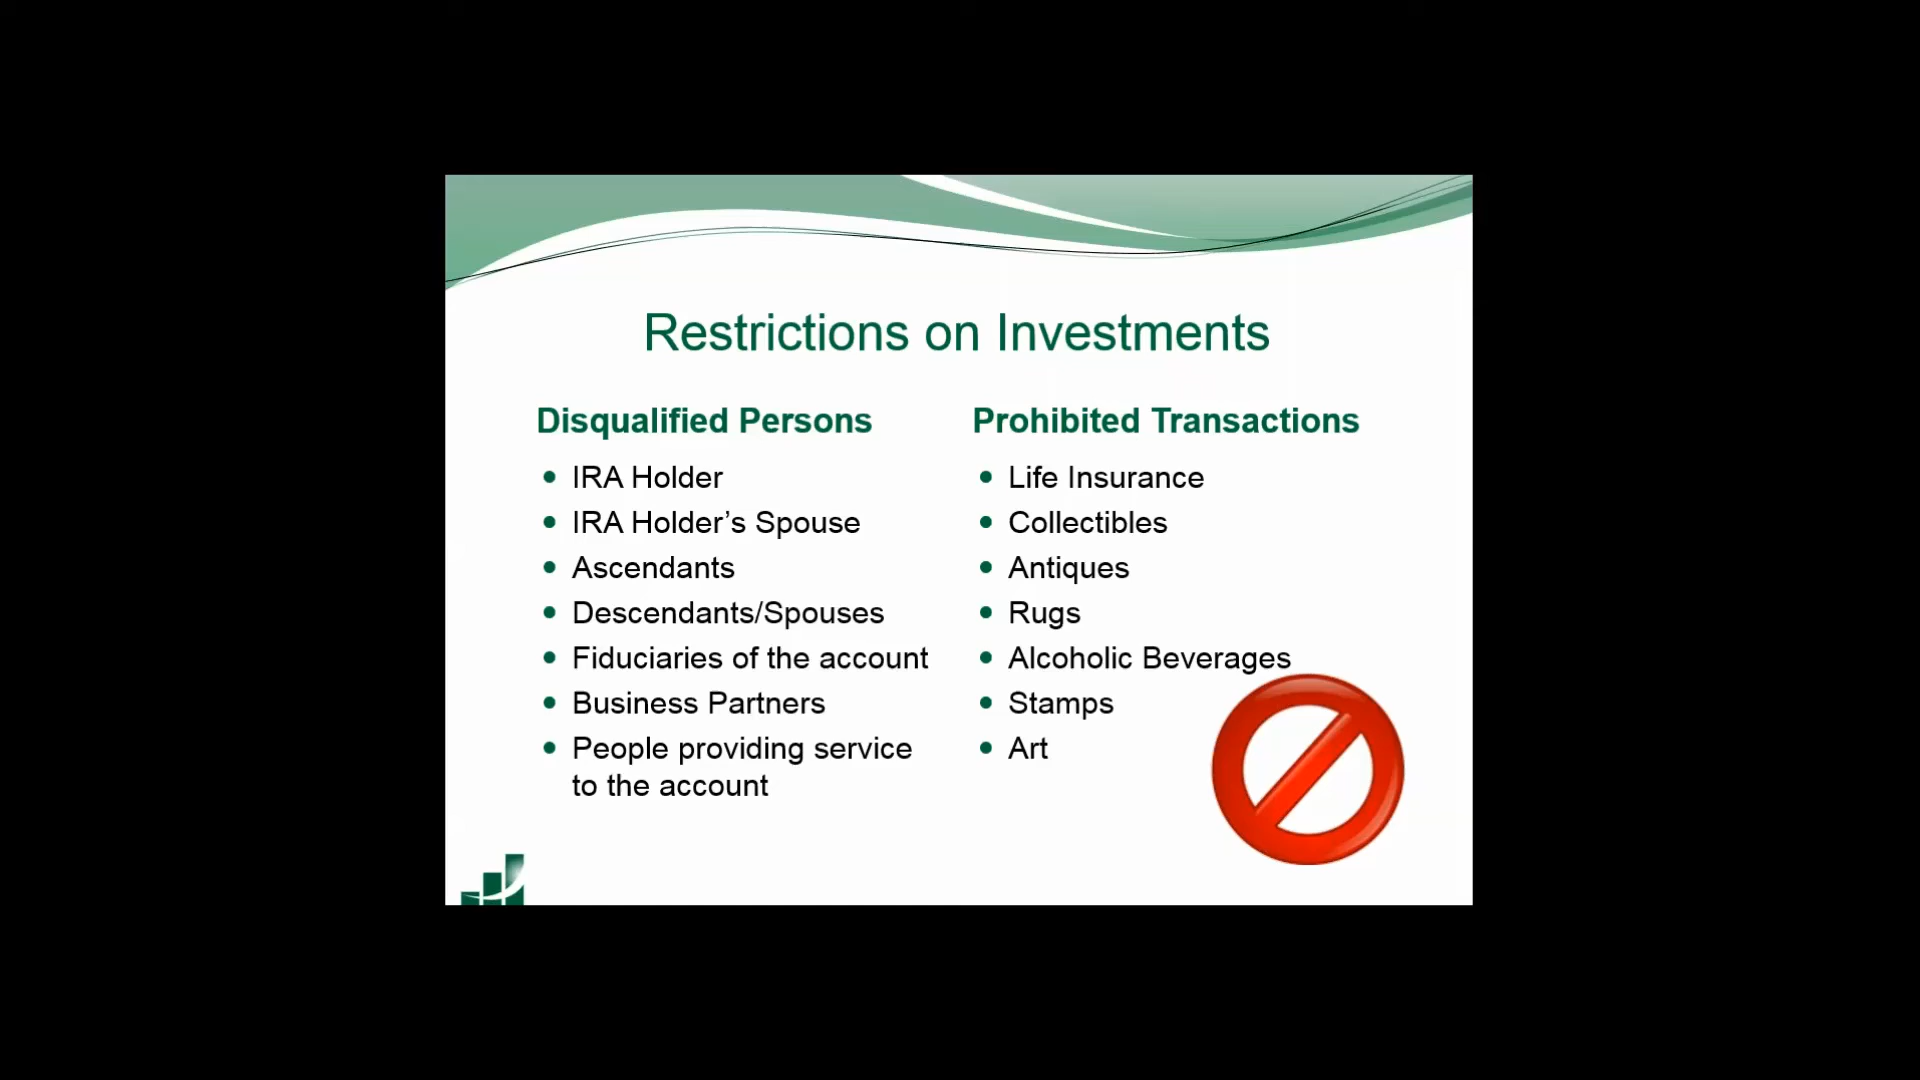 Restrictions on Investments
Disqualified Persons
IRA Holder
IRA Holder’s Spouse
Ascendants
Descendants/Spouses
Fiduciaries of the account
Business Partners
People providing service
to the account
Prohibited Transactions
Life Insurance
Collectibles
Antiques
Rugs
Alcoholic Beverages
Stamps
Art